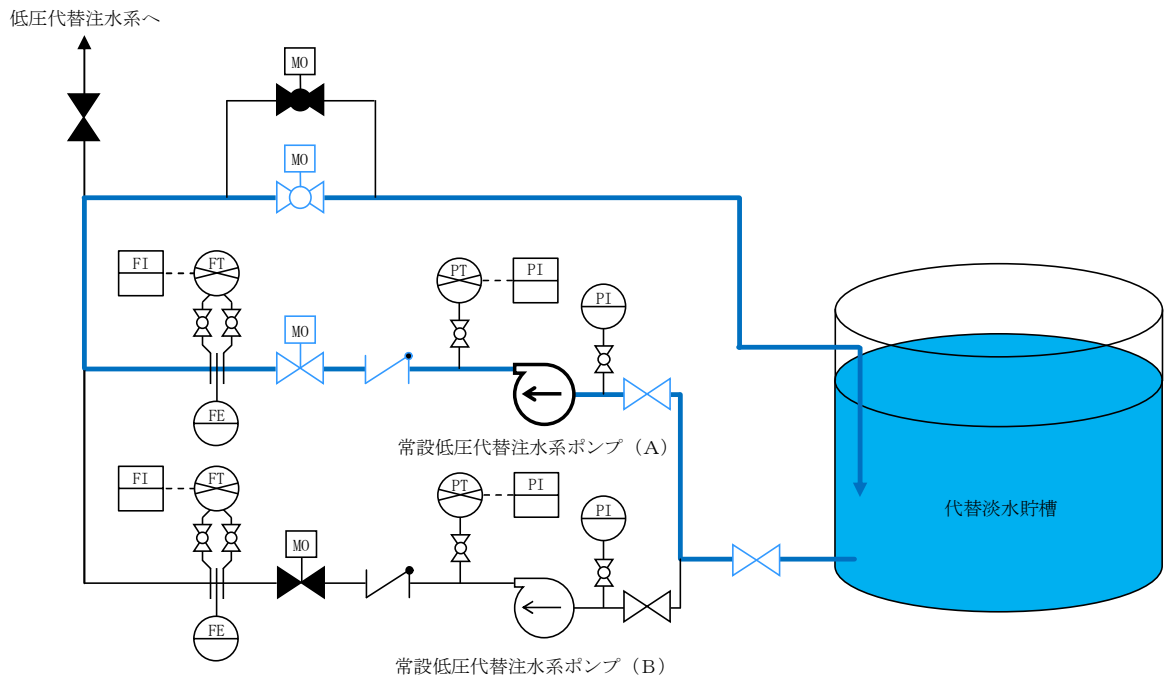 低圧代替注水系へ
MO
MO
FI
FT
PT
PI
PI
MO
FE
常設低圧代替注水系ポンプ（A）
FI
FT
PT
PI
PI
代替淡水貯槽
MO
FE
常設低圧代替注水系ポンプ（B）